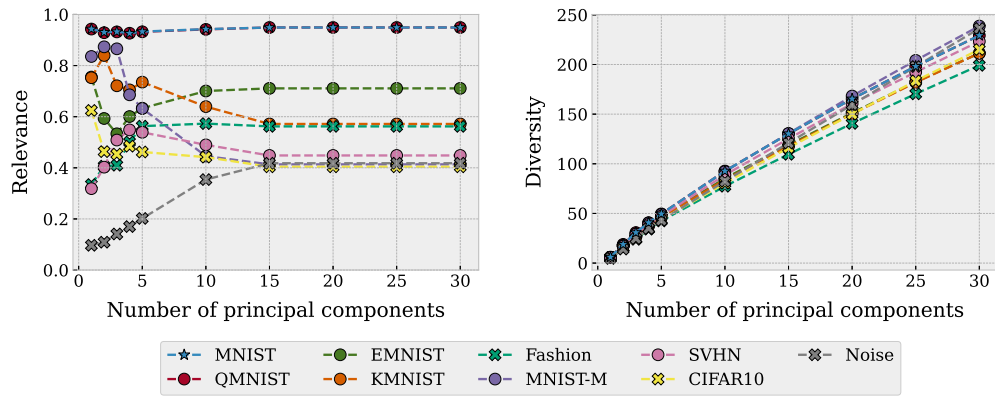 1.0
0.8
0.6
0.4
0.2
0.0
Relevance
0 5 10 15 20 25 30
Number of principal components
250
200
150
100
50
0
Diversity
0 5 10 15 20 25 30
Number of principal components
MNIST EMNIST Fashion SVHN Noise
QMNIST KMNIST MNIST-M CIFAR10